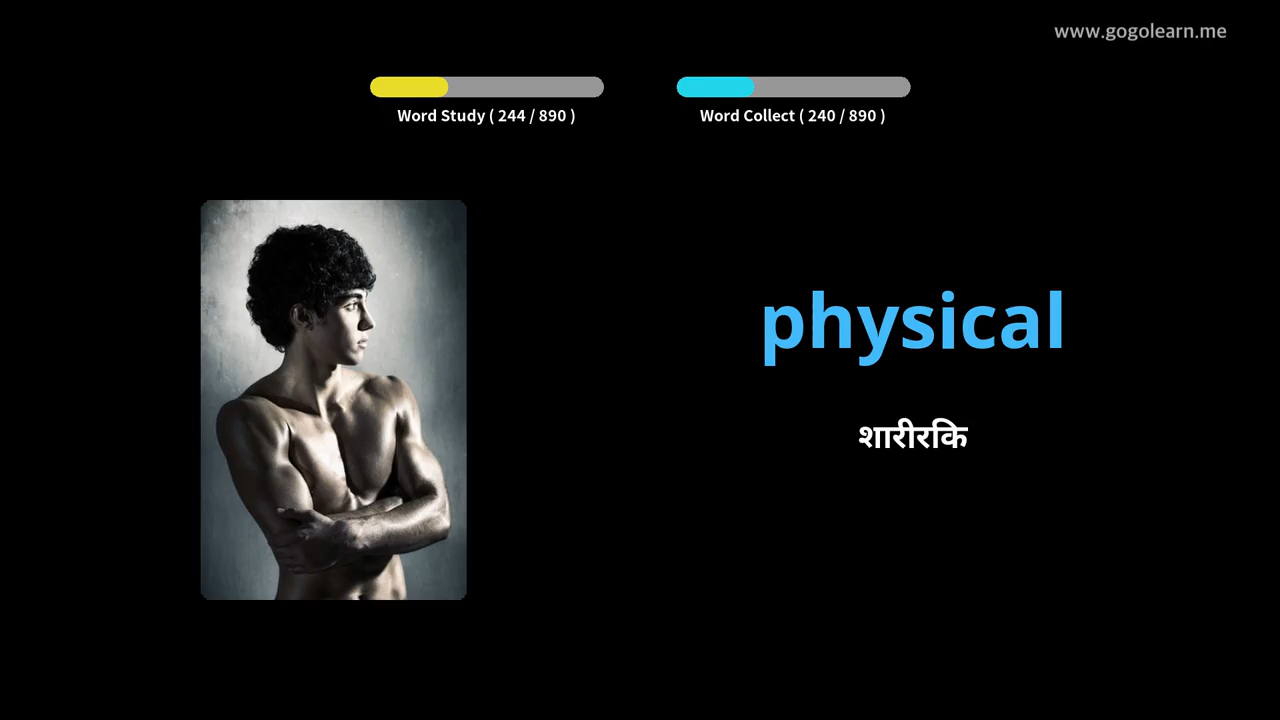 www.gogolearn.me
Word Study ( 244 / 890 )
Word Collect ( 240 / 890 )
physical
शारीरकि